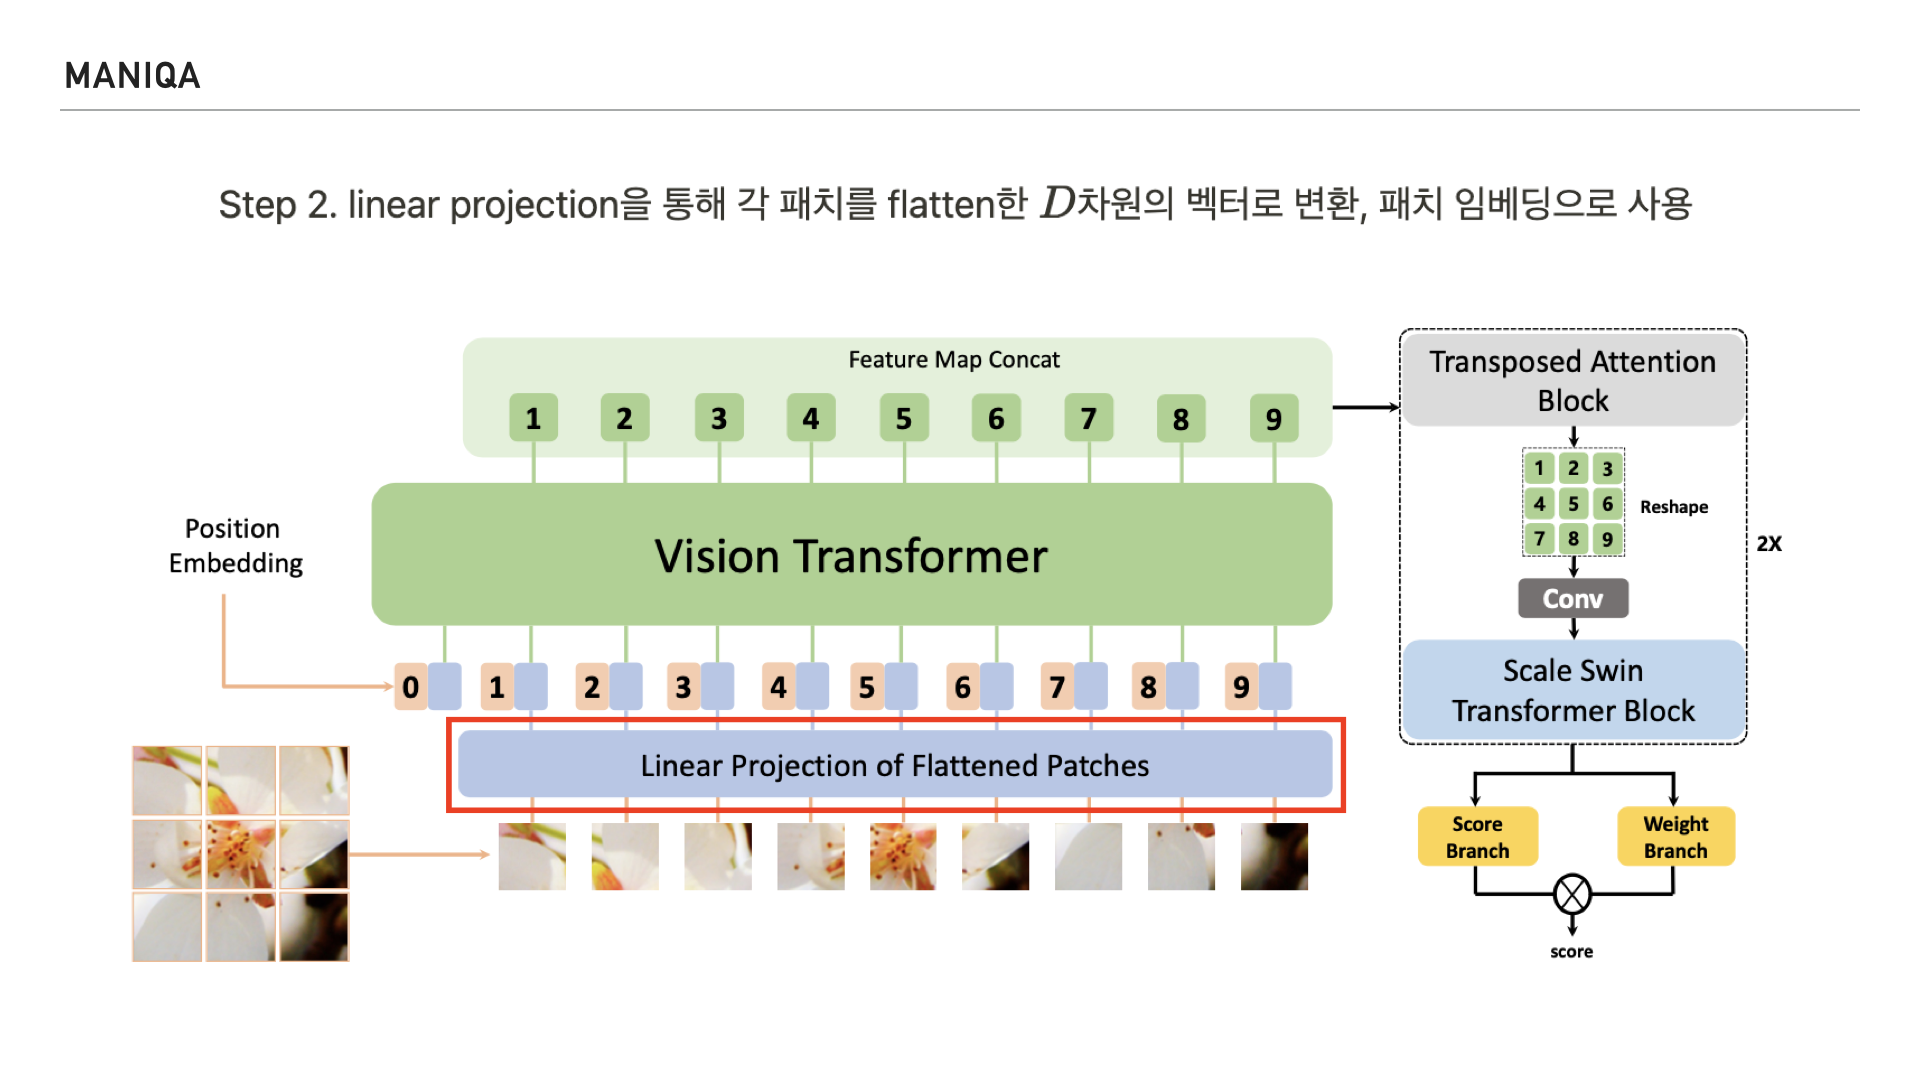 MANIQA
Step 2. linear projection을 통해 각 패치를 flatten한 D차원의 벡터로 변환, 패치 임베딩으로 사용
Feature Map Concat
1 2 3 4 5 6 7 8 9
Vision Transformer
Position
Embedding
0 1 2 3 4 5 6 7 8 9
Linear Projection of Flattened Patches
Transposed Attention
Block
1 2 3
4 5 6
7 8 9
Reshape
2X
Conv
Scale Swin
Transformer Block
Score
Branch
Weight
Branch
score